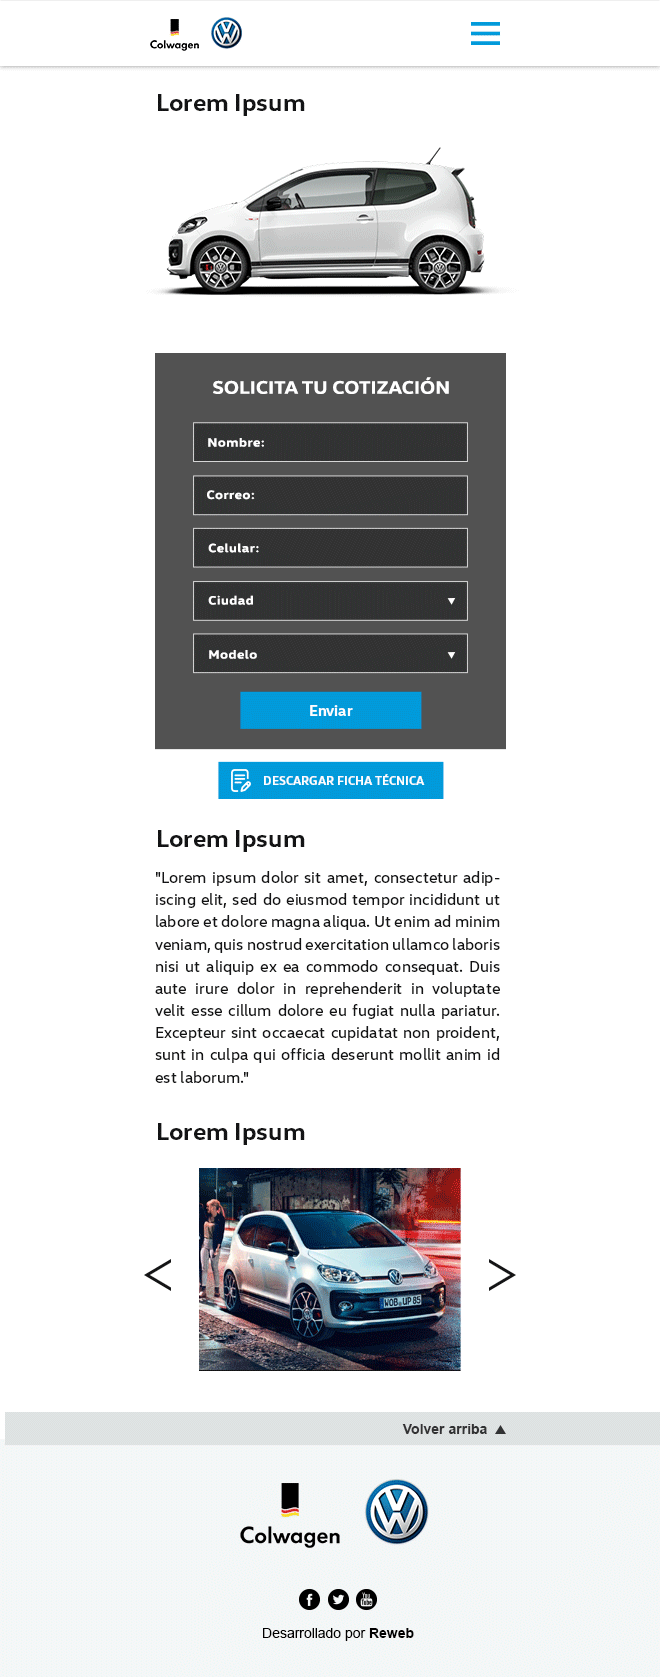 Colwagen
Lorem Ipsum
SOLICITA TU COTIZACIÓN
Nombre:
Correo:
Celular:
Ciudad
Modelo
Enviar
DESCARGAR FICHA TÉCNICA
Lorem Ipsum
"Lorem ipsum dolor sit amet, consectetur adip-
iscing elit, sed do eiusmod tempor incididunt ut
labore et dolore magna aliqua. Ut enim ad minim
veniam, quis nostrud exercitation ullamco laboris
nisi ut aliquip ex ea commodo consequat. Duis
aute irure dolor in reprehenderit in voluptate
velit esse cillum dolore eu fugiat nulla pariatur.
Excepteur sint occaecat cupidatat non proident,
sunt in culpa qui officia deserunt mollit anim id
est laborum."
Lorem Ipsum
WOB UP 85
Volver arriba
Colwagen
You Tube
Desarrollado por Reweb